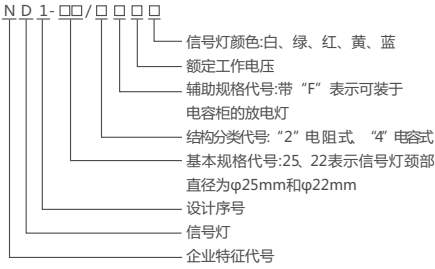 ND1-□□/□□□□
信号灯颜色:白、绿、红、黄、蓝
额定工作电压
辅助规格代号:带“F”表示可装于
电容柜的放电灯
结构分类代号:“2”电阻式、“4”电容式
基本规格代号:25、22表示信号灯颈部
直径为φ25mm和φ22mm
设计序号
信号灯
企业特征代号